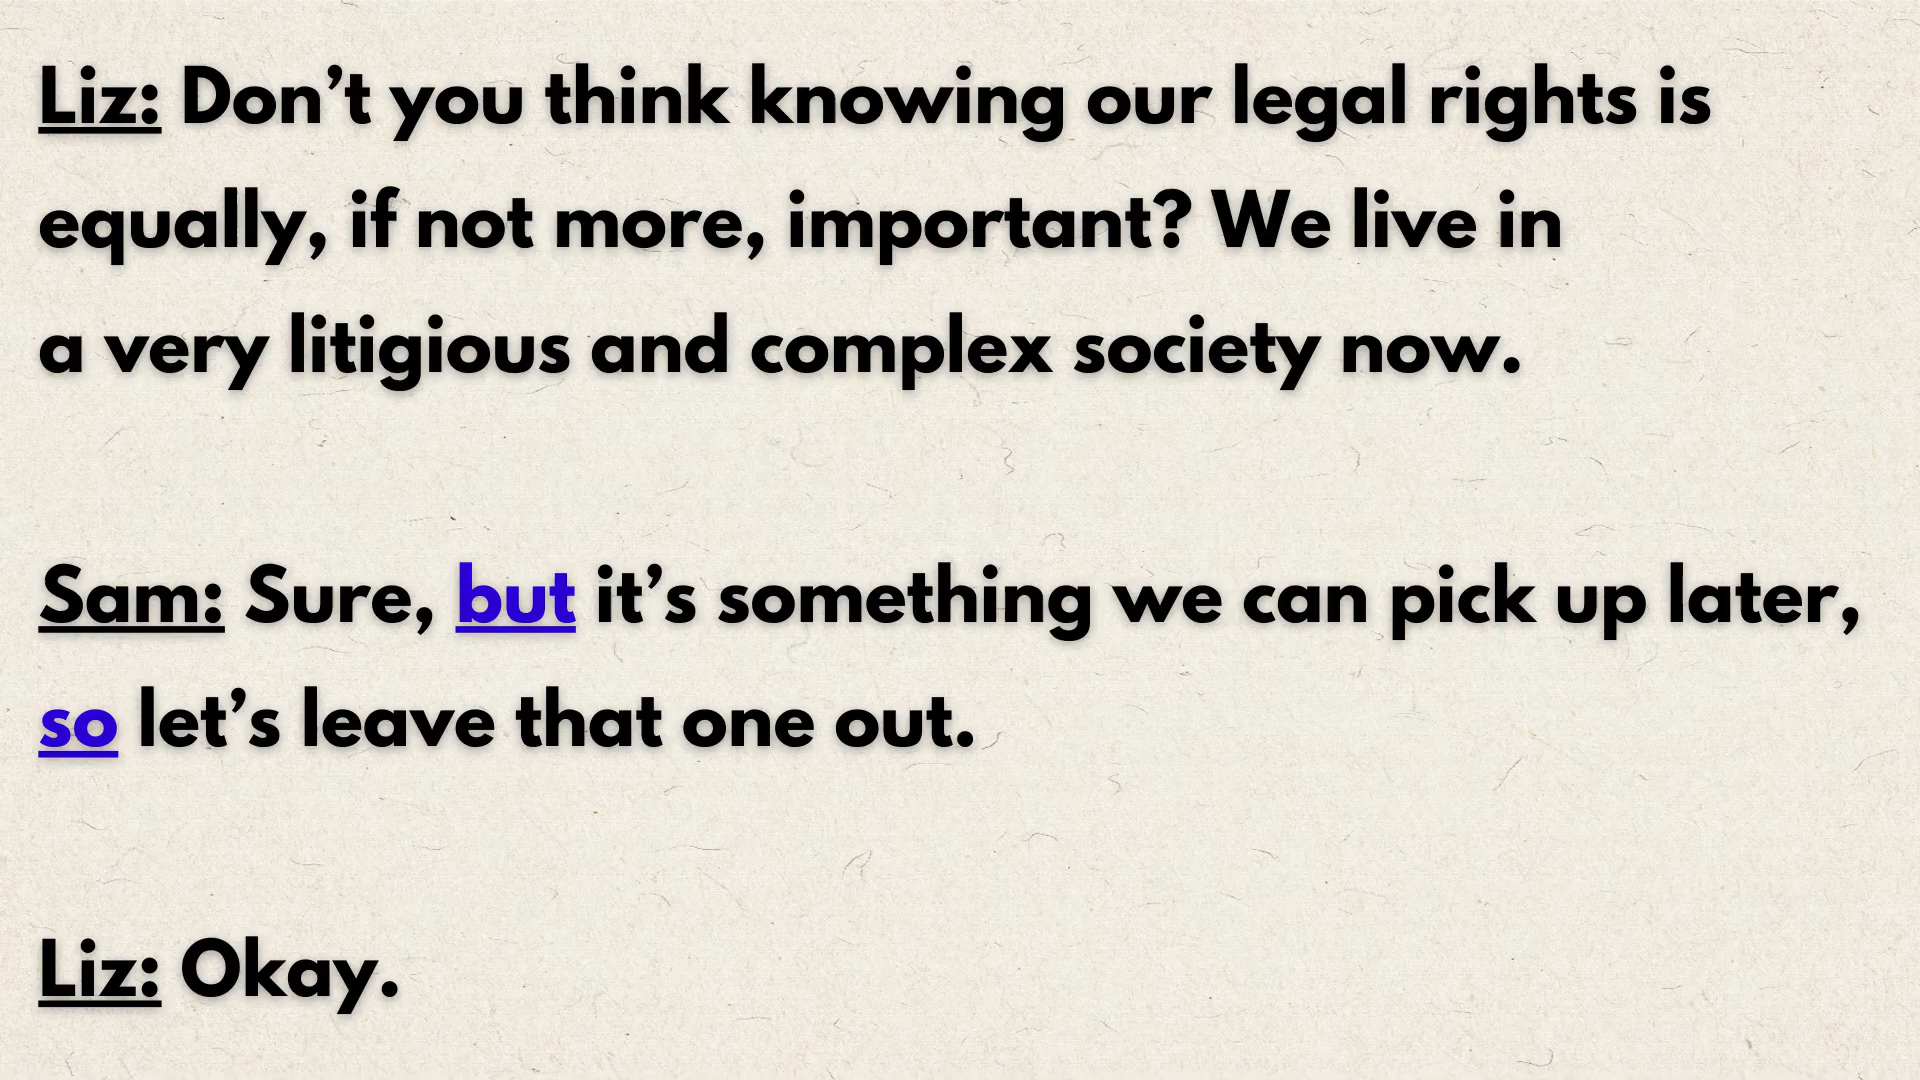 Liz: Don’t you think knowing our legal rights is
equally, if not more, important? We live in
a very litigious and complex society now.
Sam: Sure, but it’s something we can pick up later,
so let’s leave that one out.
Liz: Okay.